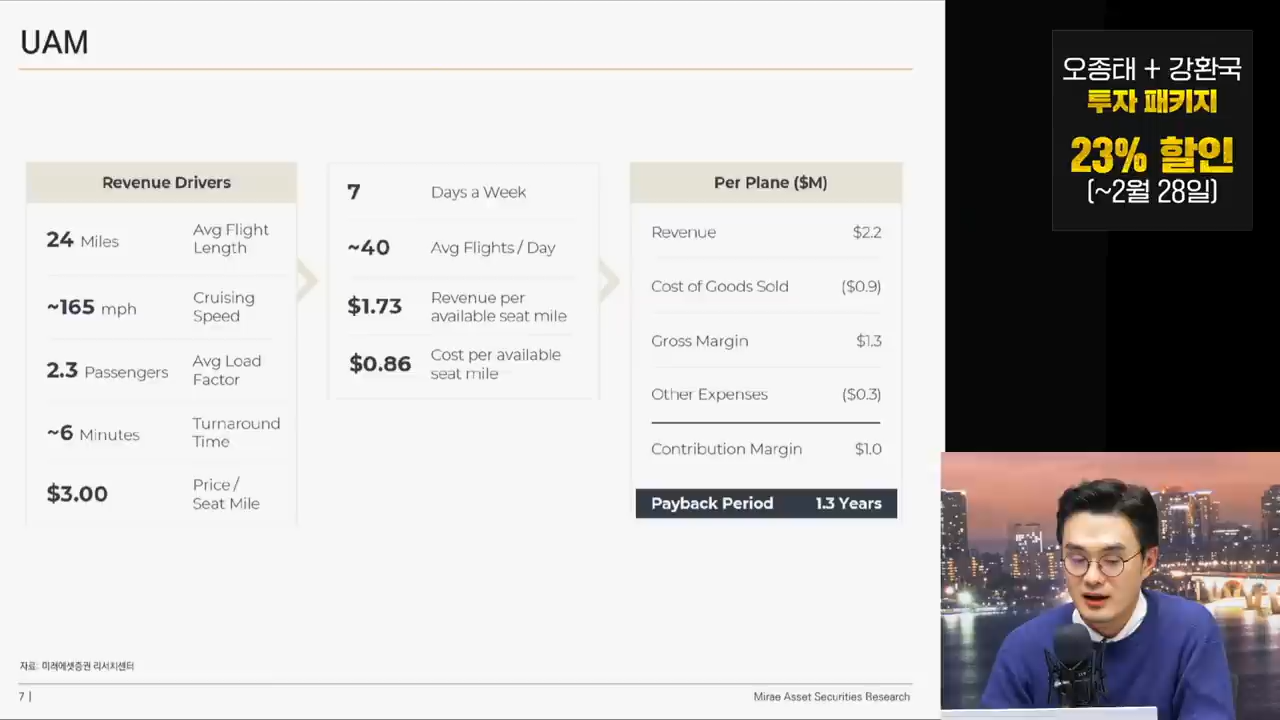 UAM
Revenue Drivers
24 Miles
Avg Flight
Length
~165 mph
Cruising
Speed
2.3 Passengers
Avg Load
Factor
~6 Minutes
Turnaround
Time
$3.00
Price /
Seat Mile
7
Days a Week
~40
Avg Flights / Day
$1.73
Revenue per
available seat mile
$0.86
Cost per available
seat mile
Per Plane ($M)
Revenue $2.2
Cost of Goods Sold ($0.9)
Gross Margin $1.3
Other Expenses ($0.3)
Contribution Margin $1.0
Payback Period 1.3 Years
자료: 미래에셋증권 리서치센터
7 |
Mirae Asset Securities Research
오종태 + 강환국
투자 패키지
23% 할인
(~2월 28일)